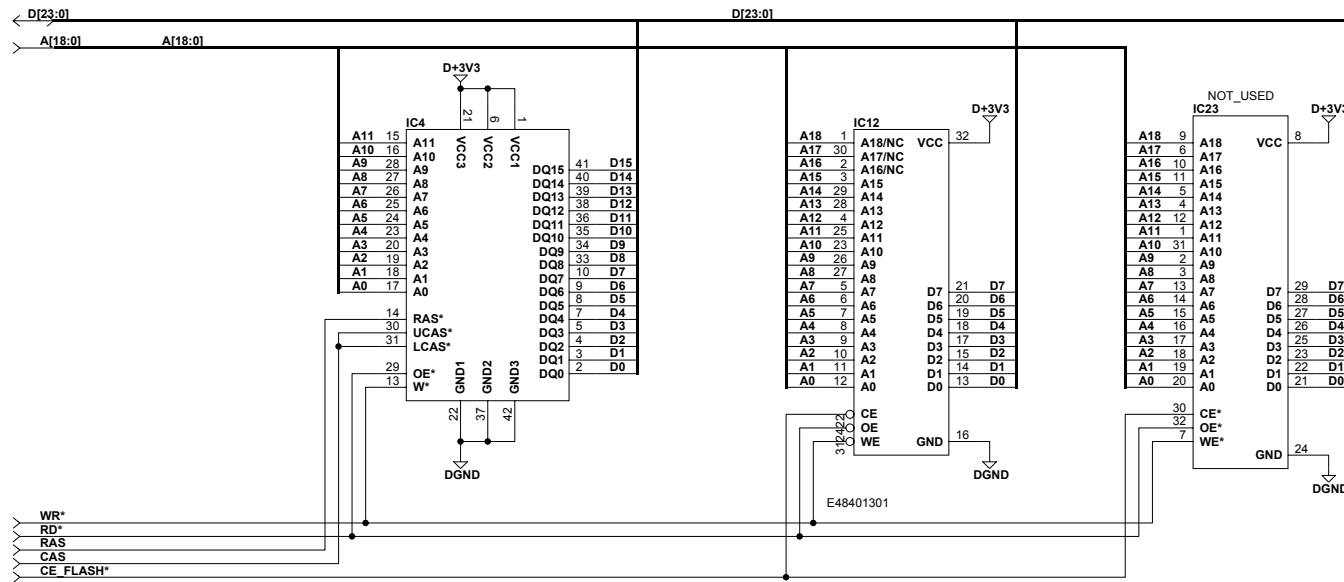 D[23:0] D[23:0]
A[18:0] A[18:0]
D+3V3
21 6 1
IC4
VCC3 VCC2 VCC1
A11 15 A11
A10 16 A10
A9 28 A9
A8 27 A8
A7 26 A7
A6 25 A6
A5 24 A5
A4 23 A4
A3 20 A3
A2 19 A2
A1 18 A1
A0 17 A0
14 RAS*
30 UCAS*
31 LCAS*
29 OE*
13 W*
DQ15 41 D15
DQ14 40 D14
DQ13 39 D13
DQ12 38 D12
DQ11 36 D11
DQ10 35 D10
DQ9 34 D9
DQ8 33 D8
DQ7 10 D7
DQ6 9 D6
DQ5 8 D5
DQ4 7 D4
DQ3 5 D3
DQ2 4 D2
DQ1 3 D1
DQ0 2 D0
GND1 GND2 GND3
22 37 42
DGND
D+3V3
IC12
A18 1 A18/NC VCC 32
A17 30 A17/NC
A16 2 A16/NC
A15 3 A15
A14 29 A14
A13 28 A13
A12 4 A12
A11 25 A11
A10 23 A10
A9 26 A9
A8 27 A8
A7 5 A7
A6 6 A6
A5 7 A5
A4 8 A4
A3 9 A3
A2 10 A2
A1 11 A1
A0 12 A0
D7 21 D7
D6 20 D6
D5 19 D5
D4 18 D4
D3 17 D3
D2 15 D2
D1 14 D1
D0 13 D0
22 CE
24 OE
31 WE
GND 16
DGND
E48401301
NOT_USED
IC23
D+3V3
A18 9 A18 VCC 8
A17 6 A17
A16 10 A16
A15 11 A15
A14 5 A14
A13 4 A13
A12 12 A12
A11 1 A11
A10 31 A10
A9 2 A9
A8 3 A8
A7 13 A7
A6 14 A6
A5 15 A5
A4 16 A4
A3 17 A3
A2 18 A2
A1 19 A1
A0 20 A0
D7 29 D7
D6 28 D6
D5 27 D5
D4 26 D4
D3 25 D3
D2 23 D2
D1 22 D1
D0 21 D0
30 CE*
32 OE*
7 WE*
GND 24
DGND
WR*
RD*
RAS
CAS
CE_FLASH*